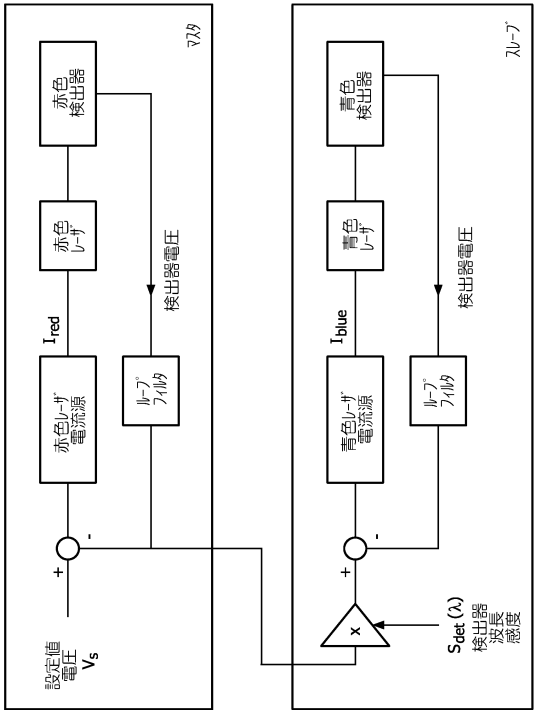 マスタ
赤色
検出器
赤色
レーザ
検出器電圧
I red
赤色レーザ
電流源
ループ
フィルタ
-
+
設定値
電圧
Vs
スレーブ
青色
検出器
青色
レーザ
検出器電圧
I blue
青色レーザ
電流源
ループ
フィルタ
-
+
x
Sdet (λ)
検出器
波長
感度